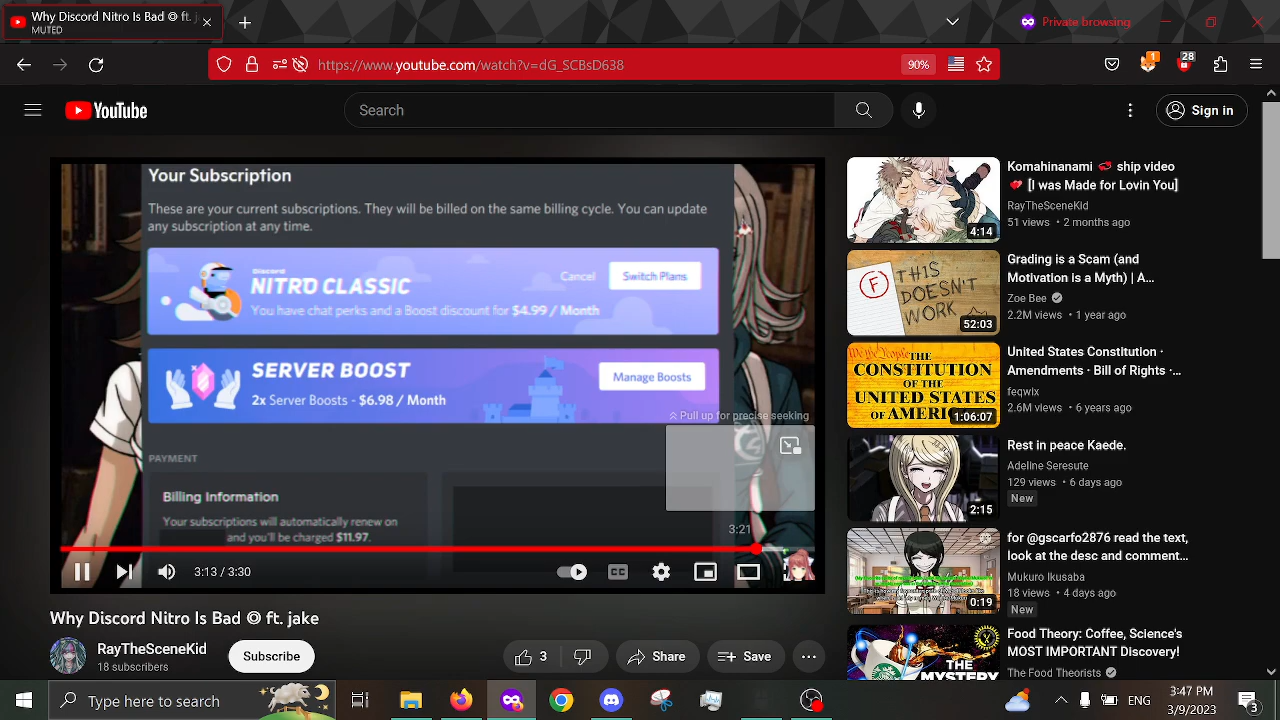 Why Discord Nitro Is Bad © ft. j
MUTED
Private browsing
https://www.youtube.com/watch?v=dG_SCBsD638
90%
1
28
YouTube
Search
Sign in
Your Subscription
These are your current subscriptions. They will be billed on the same billing cycle. You can update
any subscription at any time.
Discord
NITRO CLASSIC
Cancel
Switch Plans
You have chat perks and a Boost discount for $4.99 / Month
SERVER BOOST
2x Server Boosts - $6.98 / Month
Manage Boosts
Pull up for precise seeking
PAYMENT
Billing Information
Your subscriptions will automatically renew on
and you'll be charged $11.97.
3:21
3:13 / 3:30
CC
Why Discord Nitro Is Bad © ft. jake
RayTheSceneKid
18 subscribers
Subscribe
3
Share
Save
Komahinanami 💞 ship video
💗 [I was Made for Lovin You]
RayTheSceneKid
51 views • 2 months ago
4:14
F THIS
DOESN'T
WORK
52:03
Grading is a Scam (and
Motivation is a Myth) | A...
Zoe Bee
2.2M views • 1 year ago
We the People THE
CONSTITUTION
OF THE
UNITED STATES
OF AMERI
1:06:07
United States Constitution ·
Amendments · Bill of Rights ·...
feqwix
2.6M views • 6 years ago
2:15
Rest in peace Kaede.
Adeline Seresute
129 views • 6 days ago
New
0:19
for @gscarfo2876 read the text,
look at the desc and comment...
Mukuro Ikusaba
18 views • 4 days ago
New
THE
MYSTERY
Food Theory: Coffee, Science's
MOST IMPORTANT Discovery!
The Food Theorists
Type here to search
ENG
3:47 PM
3/9/2023
3